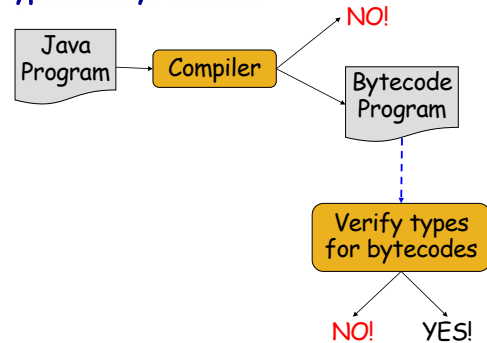 NO!
Java
Program
Compiler
Bytecode
Program
Verify types
for bytecodes
NO!
YES!